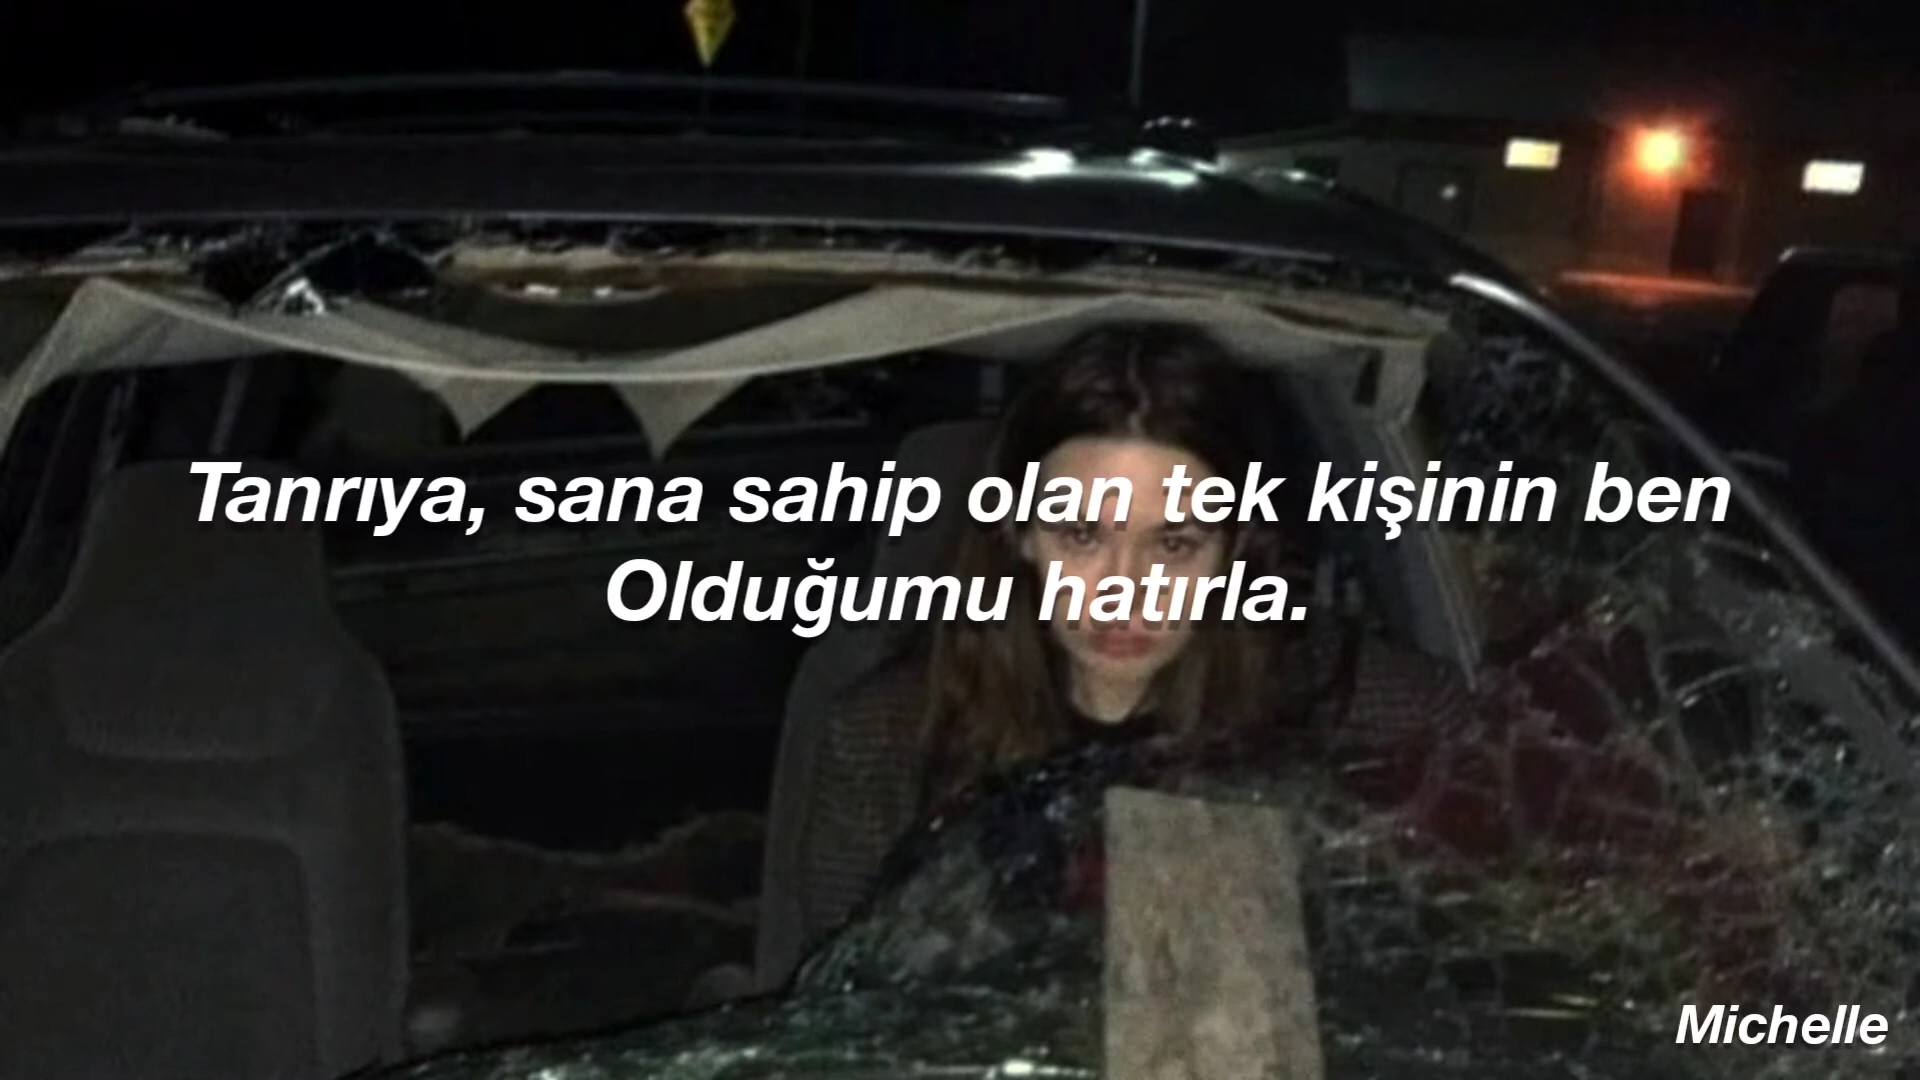 Tanrıya, sana sahip olan tek kişinin ben
Olduğumu hatırla.
Michelle